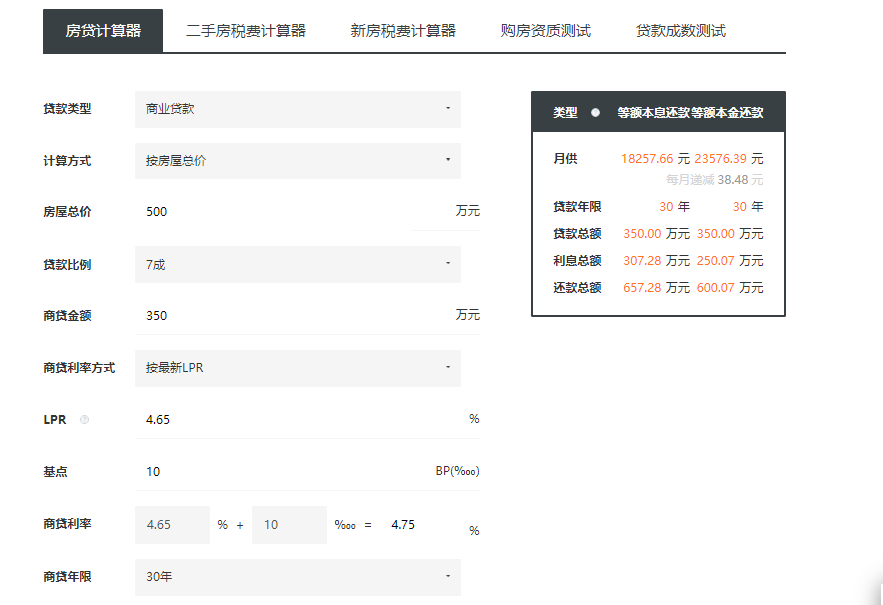 房贷计算器 二手房税费计算器 新房税费计算器 购房资质测试 贷款成数测试
贷款类型 商业贷款
计算方式 按房屋总价
房屋总价 500 万元
贷款比例 7成
商贷金额 350 万元
商贷利率方式 按最新LPR
LPR ? 4.65 %
基点 10 BP(‱)
商贷利率 4.65 % + 10 ‱ = 4.75 %
商贷年限 30年
类型 等额本息还款 等额本金还款
月供 18257.66 元 23576.39 元
每月递减 38.48 元
贷款年限 30 年 30 年
贷款总额 350.00 万元 350.00 万元
利息总额 307.28 万元 250.07 万元
还款总额 657.28 万元 600.07 万元